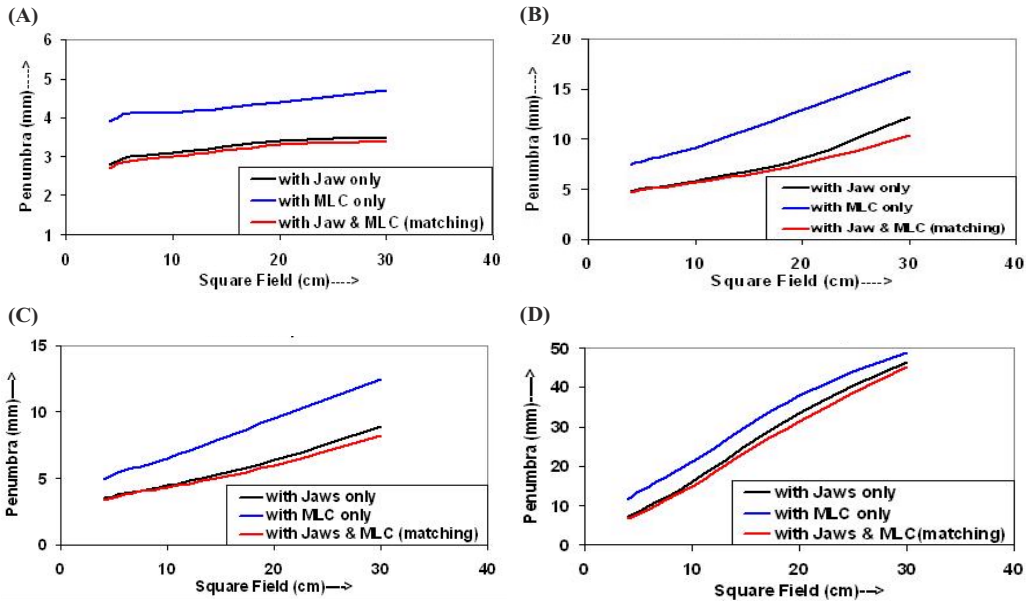 (A)
6
5
4
3
2
1
0
10
20
30
40
Penumbra (mm)---->
Square Field (cm)---->
with Jaw only
with MLC only
with Jaw & MLC (matching)
(B)
20
15
10
5
0
0
10
20
30
40
Penumbra (mm)---->
Square Field (cm)---->
with Jaw only
with MLC only
with Jaw & MLC (matching)
(C)
15
10
5
0
0
10
20
30
40
Penumbra (mm)--->
Square Field (cm)--->
with Jaws only
with MLC only
with Jaws & MLC (matching)
(D)
50
40
30
20
10
0
0
10
20
30
40
Penumbra (mm)---->
Square Field (cm)--->
with Jaws only
with MLC only
with Jaws & MLC(matching)